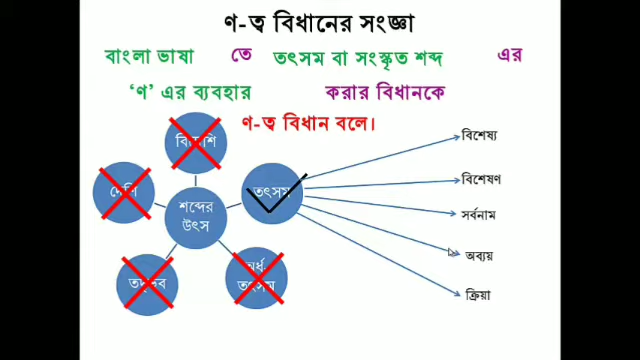 ণ-ত্ব বিধানের সংজ্ঞা
বাংলা ভাষা তে তৎসম বা সংস্কৃত শব্দ এর
‘ণ’ এর ব্যবহার করার বিধানকে
ণ-ত্ব বিধান বলে।
বিদেশি
বিশেষ্য
দেশি
তৎসম
বিশেষণ
শব্দের
উৎস
সর্বনাম
অব্যয়
তদ্ভব
অর্ধ
তৎসম
ক্রিয়া